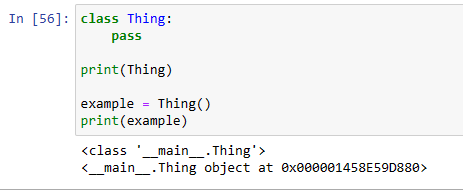 In [56]: class Thing:
    pass
print(Thing)
example = Thing()
print(example)
<class '__main__.Thing'>
<__main__.Thing object at 0x000001458E59D880>